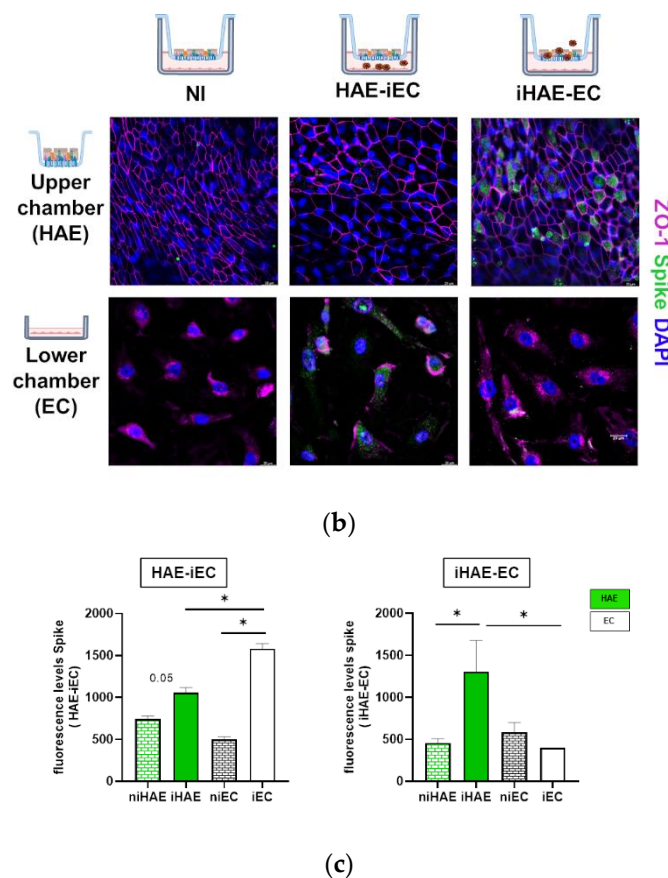 NI
HAE-iEC
iHAE-EC
Upper
chamber
(HAE)
ZO-1 Spike DAPI
Lower
chamber
(EC)
(b)
HAE-iEC
fluorescence levels Spike
( HAE-iEC)
2000
1500
1000
500
0
0.05
*
*
niHAE
iHAE
niEC
iEC
iHAE-EC
fluorescence levels spike
( iHAE-EC)
2000
1500
1000
500
0
*
*
niHAE
iHAE
niEC
iEC
HAE
EC
(c)